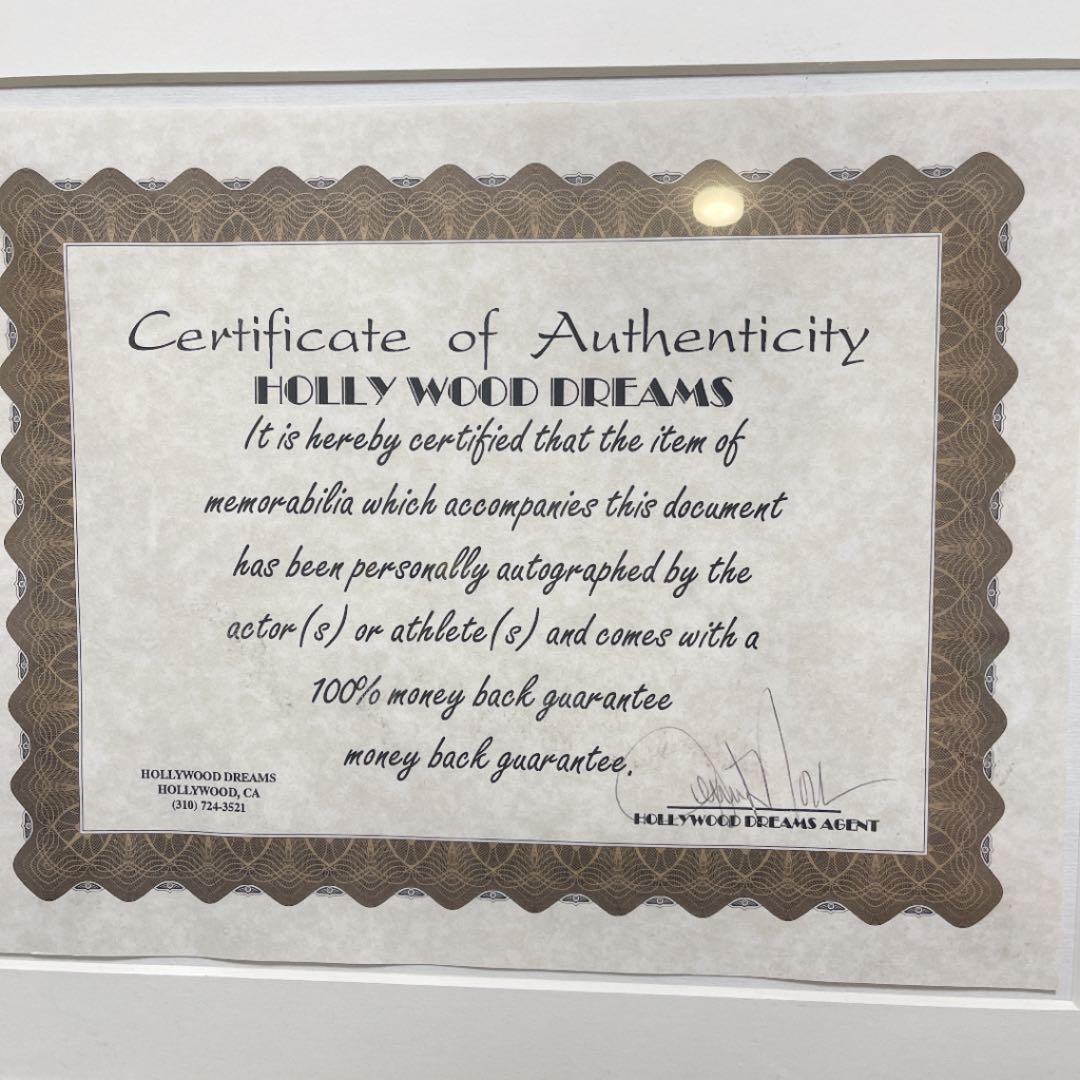 Certificate of Authenticity
HOLLY WOOD DREAMS
It is hereby certified that the item of
memorabilia which accompanies this document
has been personally autographed by the
actor(s) or athlete(s) and comes with a
100% money back guarantee
money back guarantee.
HOLLYWOOD DREAMS
HOLLYWOOD, CA
(310) 724-3521
HOLLYWOOD DREAMS AGENT